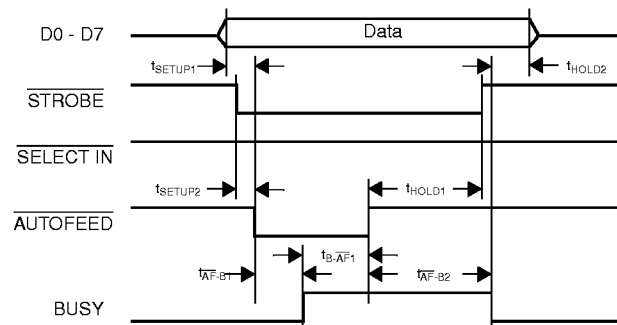 D0 - D7
Data
tSETUP1
tHOLD2
STROBE
SELECT IN
tSETUP2
tHOLD1
AUTOFEED
tB-AF1
tAF-B1
tAF-B2
BUSY